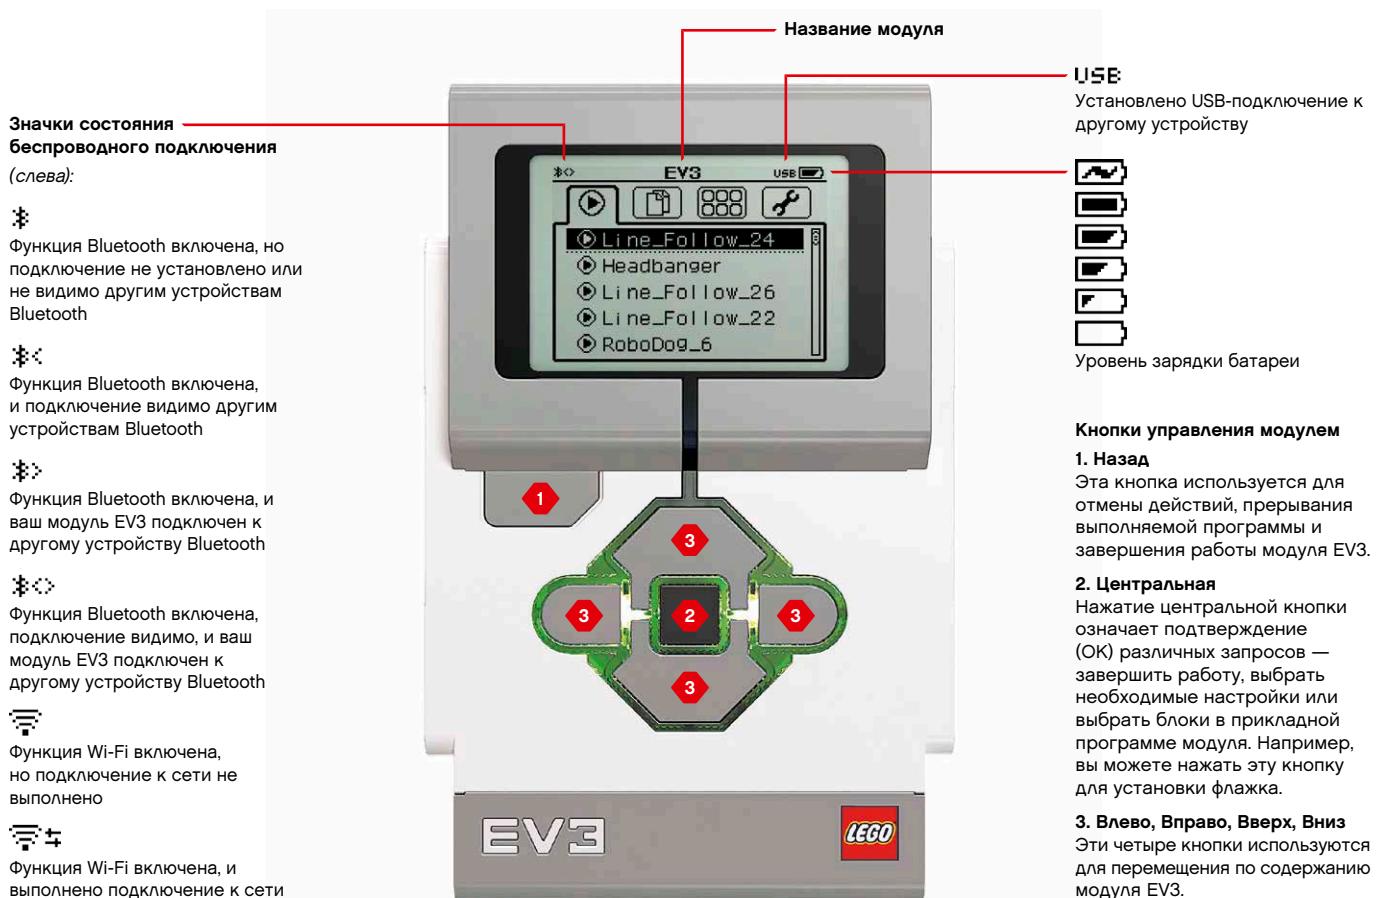 Название модуля
Значки состояния
беспроводного подключения
(слева):
Функция Bluetooth включена, но
подключение не установлено или
не видимо другим устройствам
Bluetooth
Функция Bluetooth включена,
и подключение видимо другим
устройствам Bluetooth
Функция Bluetooth включена, и
ваш модуль EV3 подключен к
другому устройству Bluetooth
Функция Bluetooth включена,
подключение видимо, и ваш
модуль EV3 подключен к
другому устройству Bluetooth
Функция Wi-Fi включена,
но подключение к сети не
выполнено
Функция Wi-Fi включена, и
выполнено подключение к сети
EV3
USB
Line_Follow_24
Headbanger
Line_Follow_26
Line_Follow_22
RoboDog_6
1
3
3
2
3
3
EV3
LEGO
USB
Установлено USB-подключение к
другому устройству
Уровень зарядки батареи
Кнопки управления модулем
1. Назад
Эта кнопка используется для
отмены действий, прерывания
выполняемой программы и
завершения работы модуля EV3.
2. Центральная
Нажатие центральной кнопки
означает подтверждение
(ОК) различных запросов —
завершить работу, выбрать
необходимые настройки или
выбрать блоки в прикладной
программе модуля. Например,
вы можете нажать эту кнопку
для установки флажка.
3. Влево, Вправо, Вверх, Вниз
Эти четыре кнопки используются
для перемещения по содержанию
модуля EV3.